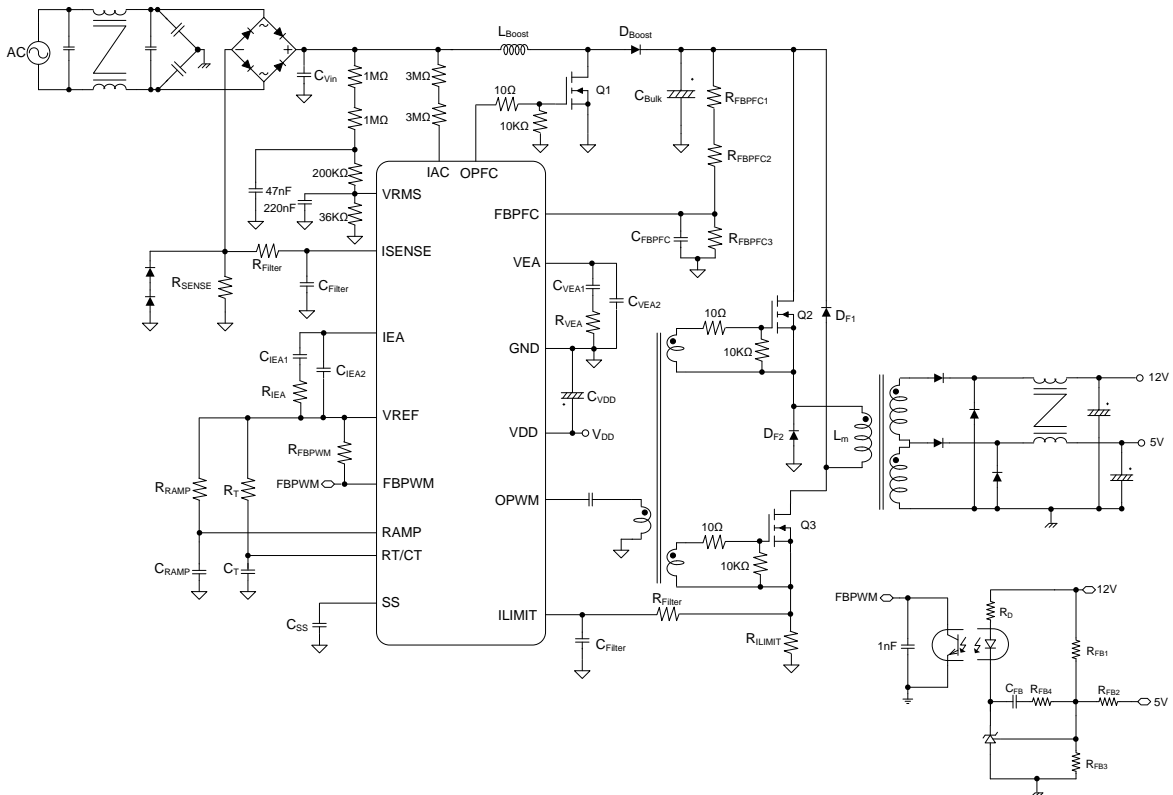 AC
L_Boost
D_Boost
C_Vin
1MΩ
3MΩ
10Ω
Q1
C_Bulk
R_FBPFC1
1MΩ
3MΩ
10KΩ
R_FBPFC2
IAC
OPFC
200KΩ
47nF
220nF
36KΩ
VRMS
FBPFC
C_FBPFC
R_FBPFC3
ISENSE
R_Filter
R_SENSE
C_Filter
VEA
C_VEA1
C_VEA2
R_VEA
10Ω
Q2
10KΩ
D_F1
IEA
GND
C_IEA1
C_IEA2
R_IEA
C_VDD
12V
VREF
VDD
V_DD
R_FBPWM
D_F2
L_m
5V
FBPWM
FBPWM
R_RAMP
R_T
OPWM
10Ω
Q3
RAMP
10KΩ
RT/CT
C_RAMP
C_T
SS
C_SS
ILIMIT
R_Filter
C_Filter
R_ILIMIT
FBPWM
12V
R_D
1nF
R_FB1
C_FB
R_FB4
R_FB2
5V
R_FB3